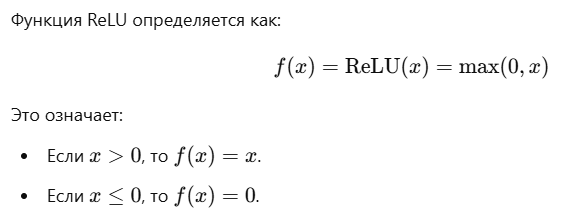 Функция ReLU определяется как:
f(x) = ReLU(x) = max(0, x)
Это означает:
• Если x > 0, то f(x) = x.
• Если x ≤ 0, то f(x) = 0.